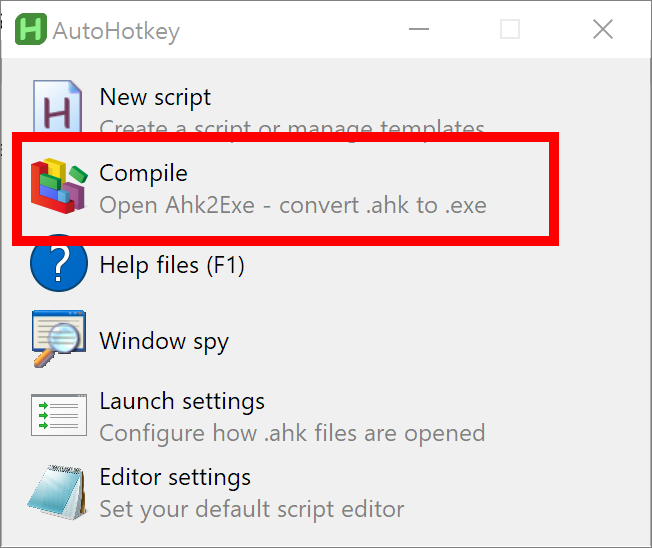 AutoHotkey
New script
Create a script or manage templates
Compile
Open Ahk2Exe - convert .ahk to .exe
Help files (F1)
Window spy
Launch settings
Configure how .ahk files are opened
Editor settings
Set your default script editor